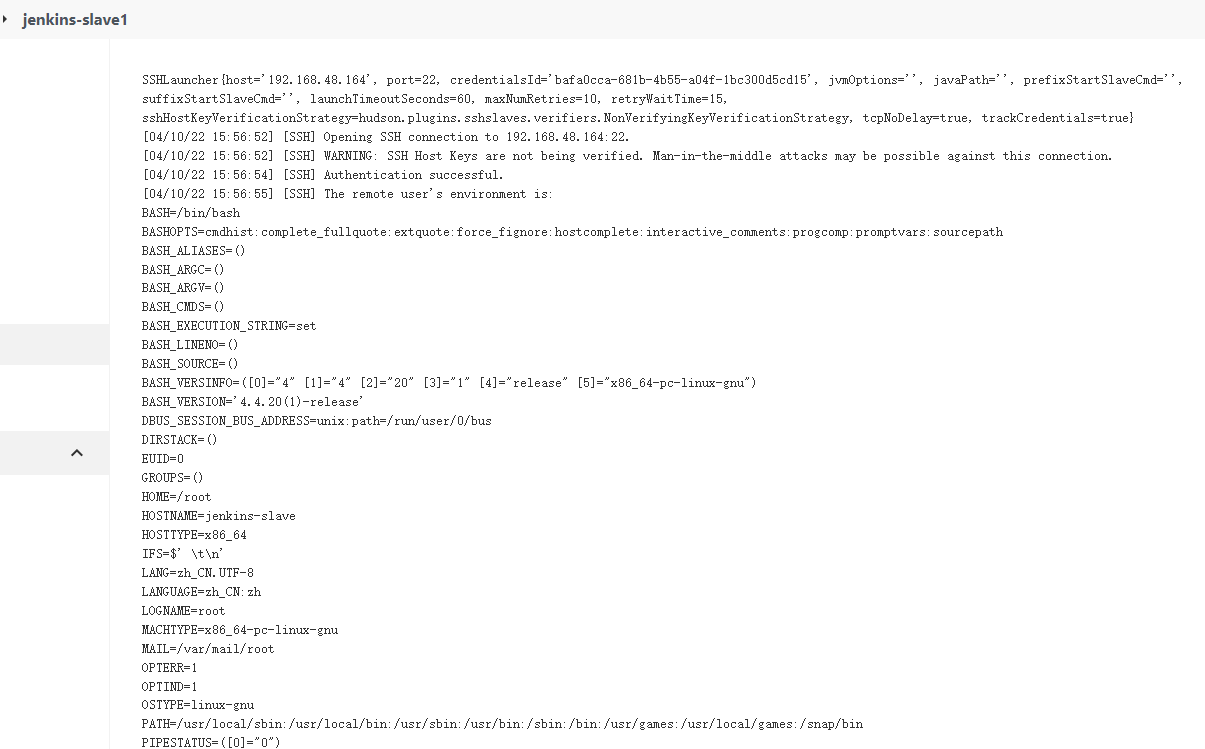 jenkins-slave1
SSHLauncher{host='192.168.48.164', port=22, credentialsId='bafa0cca-681b-4b55-a04f-1bc300d5cd15', jvmOptions='', javaPath='', prefixStartSlaveCmd='',
suffixStartSlaveCmd='', launchTimeoutSeconds=60, maxNumRetries=10, retryWaitTime=15,
sshHostKeyVerificationStrategy=hudson.plugins.sshslaves.verifiers.NonVerifyingKeyVerificationStrategy, tcpNoDelay=true, trackCredentials=true}
[04/10/22 15:56:52] [SSH] Opening SSH connection to 192.168.48.164:22.
[04/10/22 15:56:52] [SSH] WARNING: SSH Host Keys are not being verified. Man-in-the-middle attacks may be possible against this connection.
[04/10/22 15:56:54] [SSH] Authentication successful.
[04/10/22 15:56:55] [SSH] The remote user's environment is:
BASH=/bin/bash
BASHOPTS=cmdhist:complete_fullquote:extquote:force_fignore:hostcomplete:interactive_comments:progcomp:promptvars:sourcepath
BASH_ALIASES=()
BASH_ARGC=()
BASH_ARGV=()
BASH_CMDS=()
BASH_EXECUTION_STRING=set
BASH_LINENO=()
BASH_SOURCE=()
BASH_VERSINFO=([0]="4" [1]="4" [2]="20" [3]="1" [4]="release" [5]="x86_64-pc-linux-gnu")
BASH_VERSION='4.4.20(1)-release'
DBUS_SESSION_BUS_ADDRESS=unix:path=/run/user/0/bus
DIRSTACK=()
EUID=0
GROUPS=()
HOME=/root
HOSTNAME=jenkins-slave
HOSTTYPE=x86_64
IFS=$' \t\n'
LANG=zh_CN.UTF-8
LANGUAGE=zh_CN:zh
LOGNAME=root
MACHTYPE=x86_64-pc-linux-gnu
MAIL=/var/mail/root
OPTERR=1
OPTIND=1
OSTYPE=linux-gnu
PATH=/usr/local/sbin:/usr/local/bin:/usr/sbin:/usr/bin:/sbin:/bin:/usr/games:/usr/local/games:/snap/bin
PIPESTATUS=([0]="0")